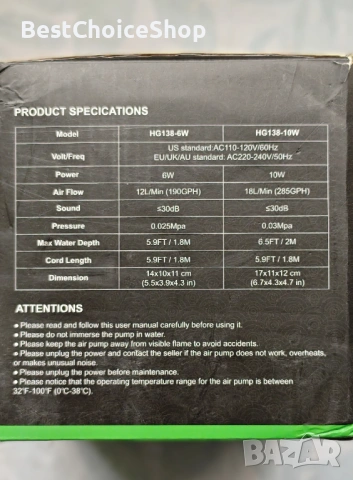 BestChoiceShop
PRODUCT SPECICATIONS
Model HG138-6W HG138-10W
Volt/Freq US standard:AC110-120V/60Hz
EU/UK/AU standard: AC220-240V/50Hz
Power 6W 10W
Air Flow 12L/Min (190GPH) 18L/Min (285GPH)
Sound ≤30dB ≤30dB
Pressure 0.025Mpa 0.03Mpa
Max Water Depth 5.9FT / 1.8M 6.5FT / 2M
Cord Length 5.9FT / 1.8M 5.9FT / 1.8M
Dimension 14x10x11 cm 17x11x12 cm
(5.5x3.9x4.3 in) (6.7x4.3x4.7 in)
ATTENTIONS
●Please read and follow this user manual carefully before using it.
●Please do not immerse the pump in water.
●Please keep the air pump away from visible flame to avoid accidents.
●Please unplug the power and contact the seller if the air pump does not work, overheats,
or makes unusual noise.
●Please unplug the power before maintenance.
●Please notice that the operating temperature range for the air pump is between
32°F-100°F (0°C-38°C).
BAZAR